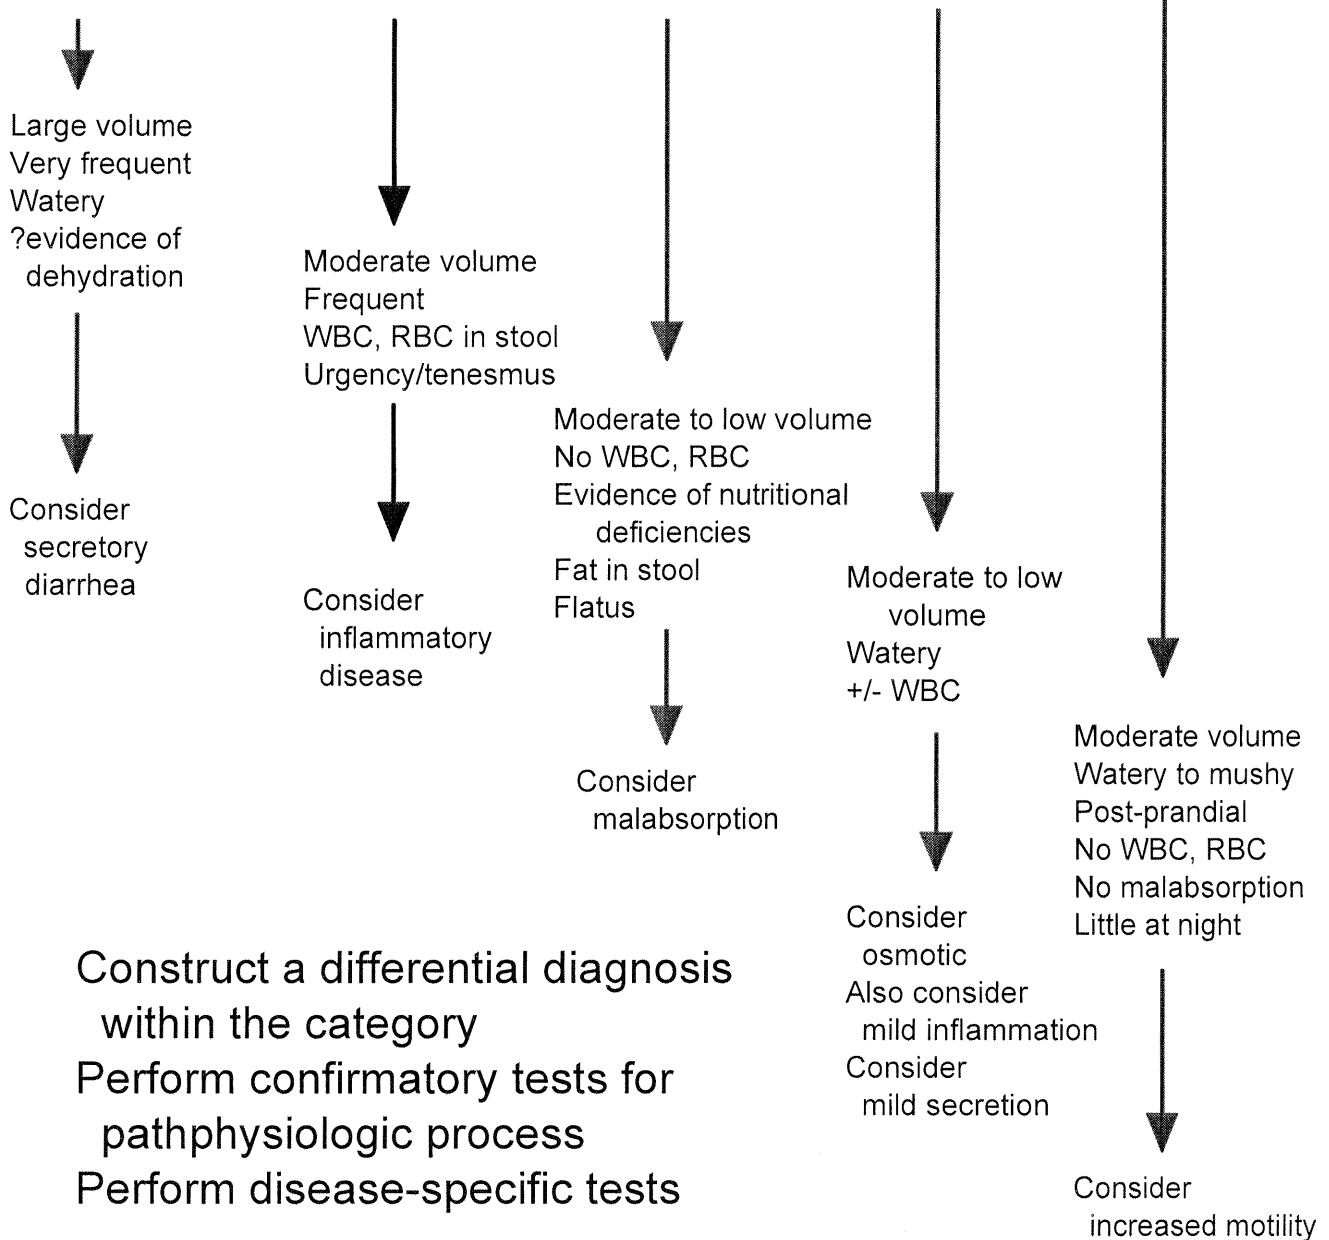 Large volume
Very frequent
Watery
?evidence of
dehydration
Consider
secretory
diarrhea
Moderate volume
Frequent
WBC, RBC in stool
Urgency/tenesmus
Consider
inflammatory
disease
Moderate to low volume
No WBC, RBC
Evidence of nutritional
deficiencies
Fat in stool
Flatus
Consider
malabsorption
Moderate to low
volume
Watery
+/- WBC
Consider
osmotic
Also consider
mild inflammation
Consider
mild secretion
Moderate volume
Watery to mushy
Post-prandial
No WBC, RBC
No malabsorption
Little at night
Consider
increased motility
Construct a differential diagnosis
within the category
Perform confirmatory tests for
pathphysiologic process
Perform disease-specific tests